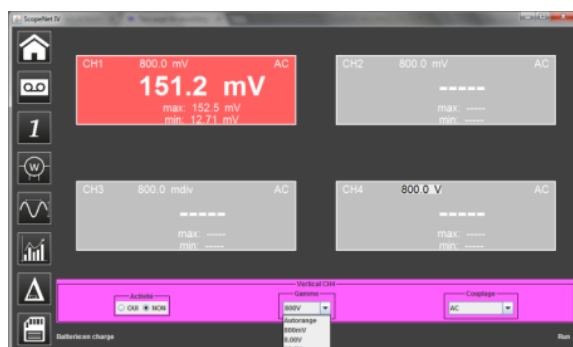 ScopeNet IV
CH1 800.0 mV AC
151.2 mV
max: 152.5 mV
min: 12.71 mV
CH2 800.0 mV AC
-----
max: -----
min: -----
CH3 800.0 mdiv AC
-----
max: -----
min: -----
CH4 800.0 V AC
-----
max: -----
min: -----
1
W
Vertical CH4
Activité
OUI NON
Gamme
800V
Autorange
800mV
8.00V
Couplage
AC
Batterie:en charge
Run